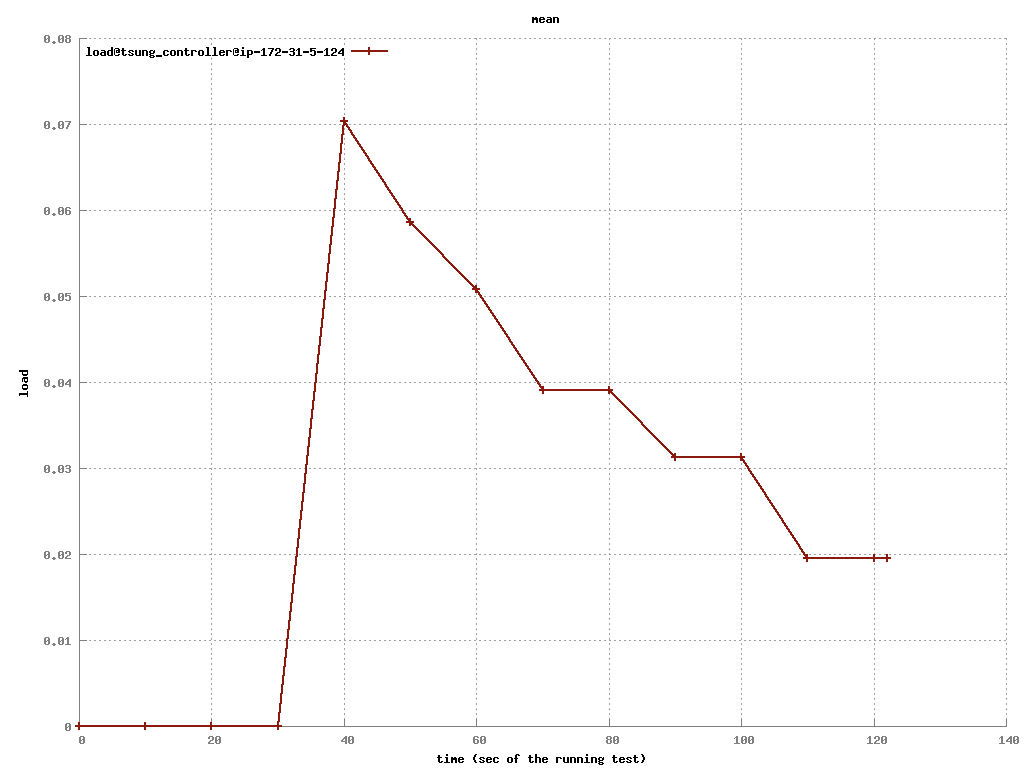 mean
load@tsung_controller@ip-172-31-5-124
0.08
0.07
0.06
0.05
0.04
0.03
0.02
0.01
0
load
0 20 40 60 80 100 120 140
time (sec of the running test)